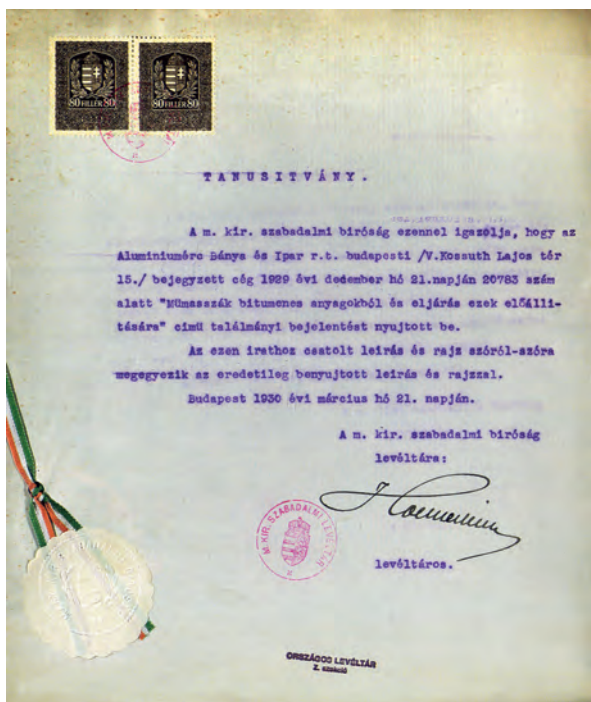 80 FILLÉR 80 80 FILLÉR 80
TANUSITVÁNY.
A m. kir. szabadalmi biróság ezennel igazolja, hogy az
Aluminiumérc Bánya és Ipar r.t. budapesti /V.Kossuth Lajos tér
15./ bejegyzett cég 1929 évi dedember hó 21.napján 20783 szám
alatt "Műmasszák bitumenes anyagokból és eljárás ezek előálli-
tására" cimü találmányi bejelentést nyujtott be.
Az ezen irathoz csatolt leirás és rajz szóról-szóra
megegyezik az eredetileg benyujtott leirás és rajzzal.
Budapest 1930 évi március hó 21. napján.
A m. kir. szabadalmi biróság
levéltára:
M. KIR. SZABADALMI LEVÉLTÁR
levéltáros.
ORSZÁGOS LEVÉLTÁR
Z. szekció